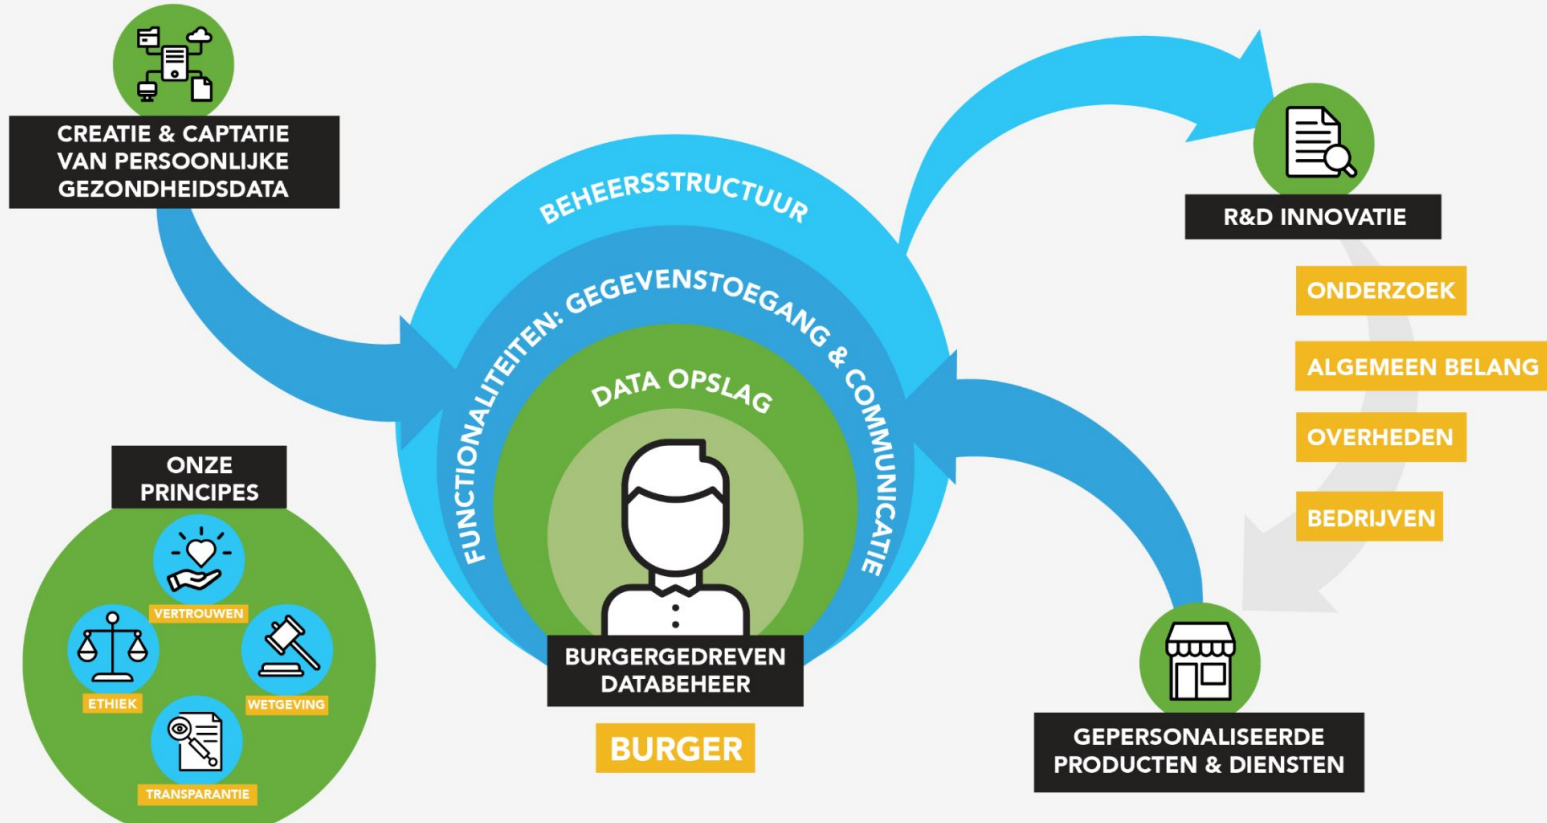 CREATIE & CAPTATIE
VAN PERSOONLIJKE
GEZONDHEIDSDATA
BEHEERSSTRUCTUUR
FUNCTIONALITEITEN: GEGEVENSTOEGANG & COMMUNICATIE
DATA OPSLAG
BURGERGEDREVEN
DATABEHEER
BURGER
R&D INNOVATIE
ONDERZOEK
ALGEMEEN BELANG
OVERHEDEN
BEDRIJVEN
GEPERSONALISEERDE
PRODUCTEN & DIENSTEN
ONZE
PRINCIPES
VERTROUWEN
ETHIEK
WETGEVING
TRANSPARANTIE